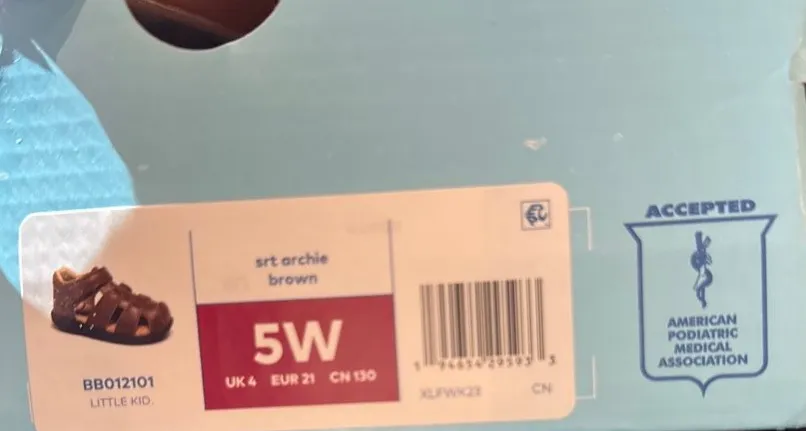 srt archie
brown
5W
UK 4 EUR 21 CN 130
BB012101
LITTLE KID.
XLFWK23
CN
ACCEPTED
AMERICAN
PODIATRIC
MEDICAL
ASSOCIATION